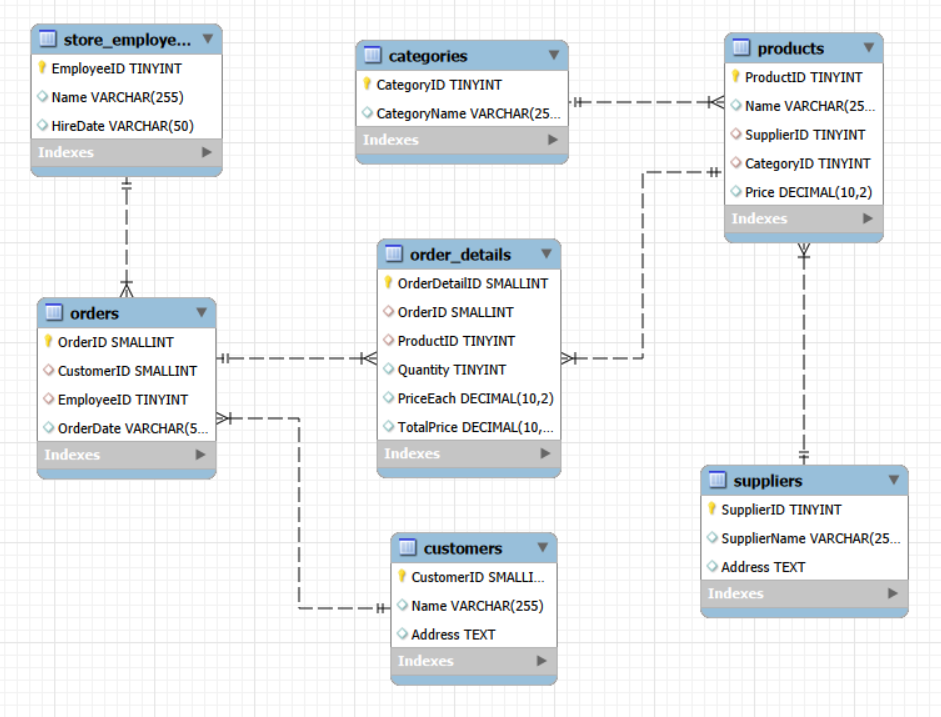 store_employe...
EmployeeID TINYINT
Name VARCHAR(255)
HireDate VARCHAR(50)
Indexes
categories
CategoryID TINYINT
CategoryName VARCHAR(25...
Indexes
products
ProductID TINYINT
Name VARCHAR(25...
SupplierID TINYINT
CategoryID TINYINT
Price DECIMAL(10,2)
Indexes
order_details
OrderDetailID SMALLINT
OrderID SMALLINT
ProductID TINYINT
Quantity TINYINT
PriceEach DECIMAL(10,2)
TotalPrice DECIMAL(10,...
Indexes
orders
OrderID SMALLINT
CustomerID SMALLINT
EmployeeID TINYINT
OrderDate VARCHAR(5...
Indexes
suppliers
SupplierID TINYINT
SupplierName VARCHAR(25...
Address TEXT
Indexes
customers
CustomerID SMALLI...
Name VARCHAR(255)
Address TEXT
Indexes